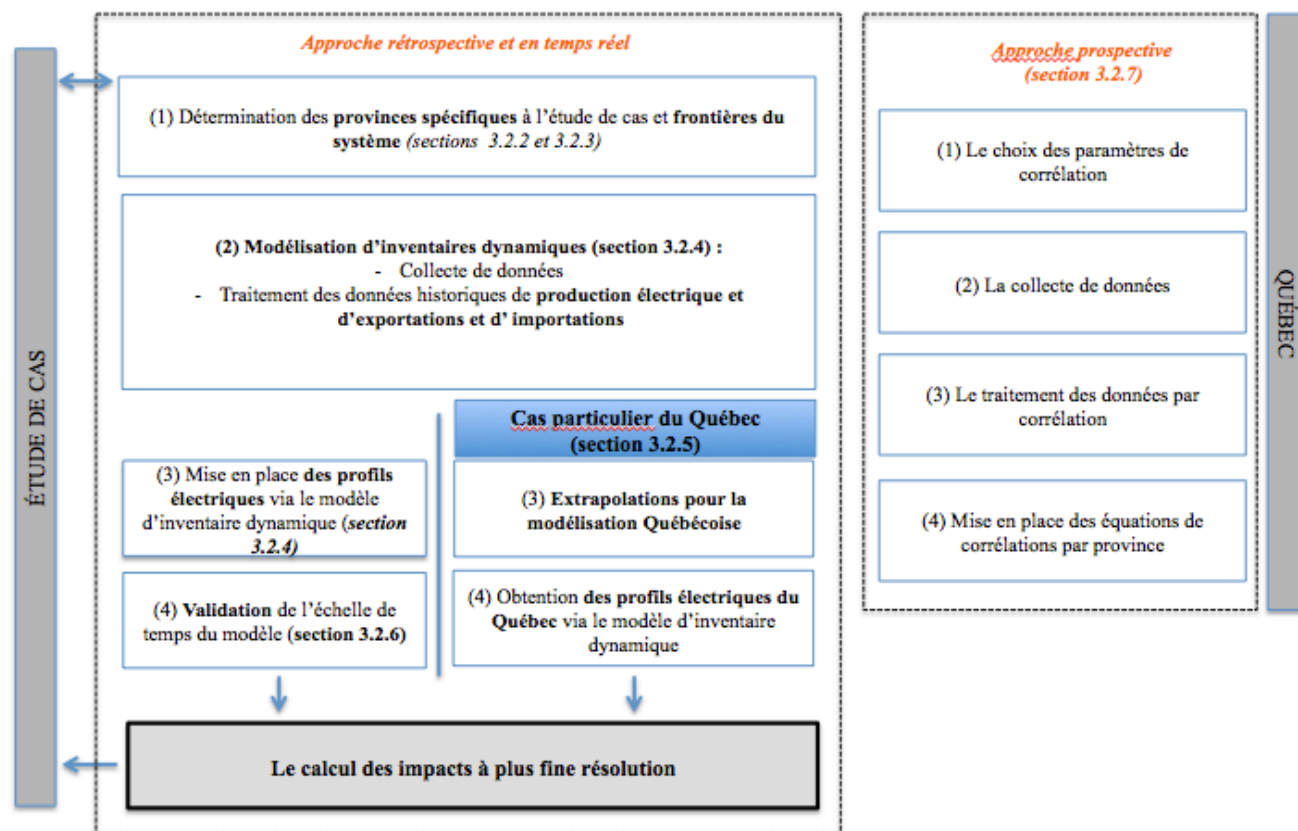 ÉTUDE DE CAS
Approche rétrospective et en temps réel
(1) Détermination des provinces spécifiques à l'étude de cas et frontières du
système (sections 3.2.2 et 3.2.3)
(2) Modélisation d'inventaires dynamiques (section 3.2.4) :
- Collecte de données
- Traitement des données historiques de production électrique et
d'exportations et d' importations
(3) Mise en place des profils
électriques via le modèle
d'inventaire dynamique (section
3.2.4)
(4) Validation de l'échelle de
temps du modèle (section 3.2.6)
Cas particulier du Québec
(section 3.2.5)
(3) Extrapolations pour la
modélisation Québécoise
(4) Obtention des profils électriques du
Québec via le modèle d'inventaire
dynamique
Le calcul des impacts à plus fine résolution
Approche prospective
(section 3.2.7)
(1) Le choix des paramètres de
corrélation
(2) La collecte de données
(3) Le traitement des données par
corrélation
(4) Mise en place des équations de
corrélations par province
QUÉBEC